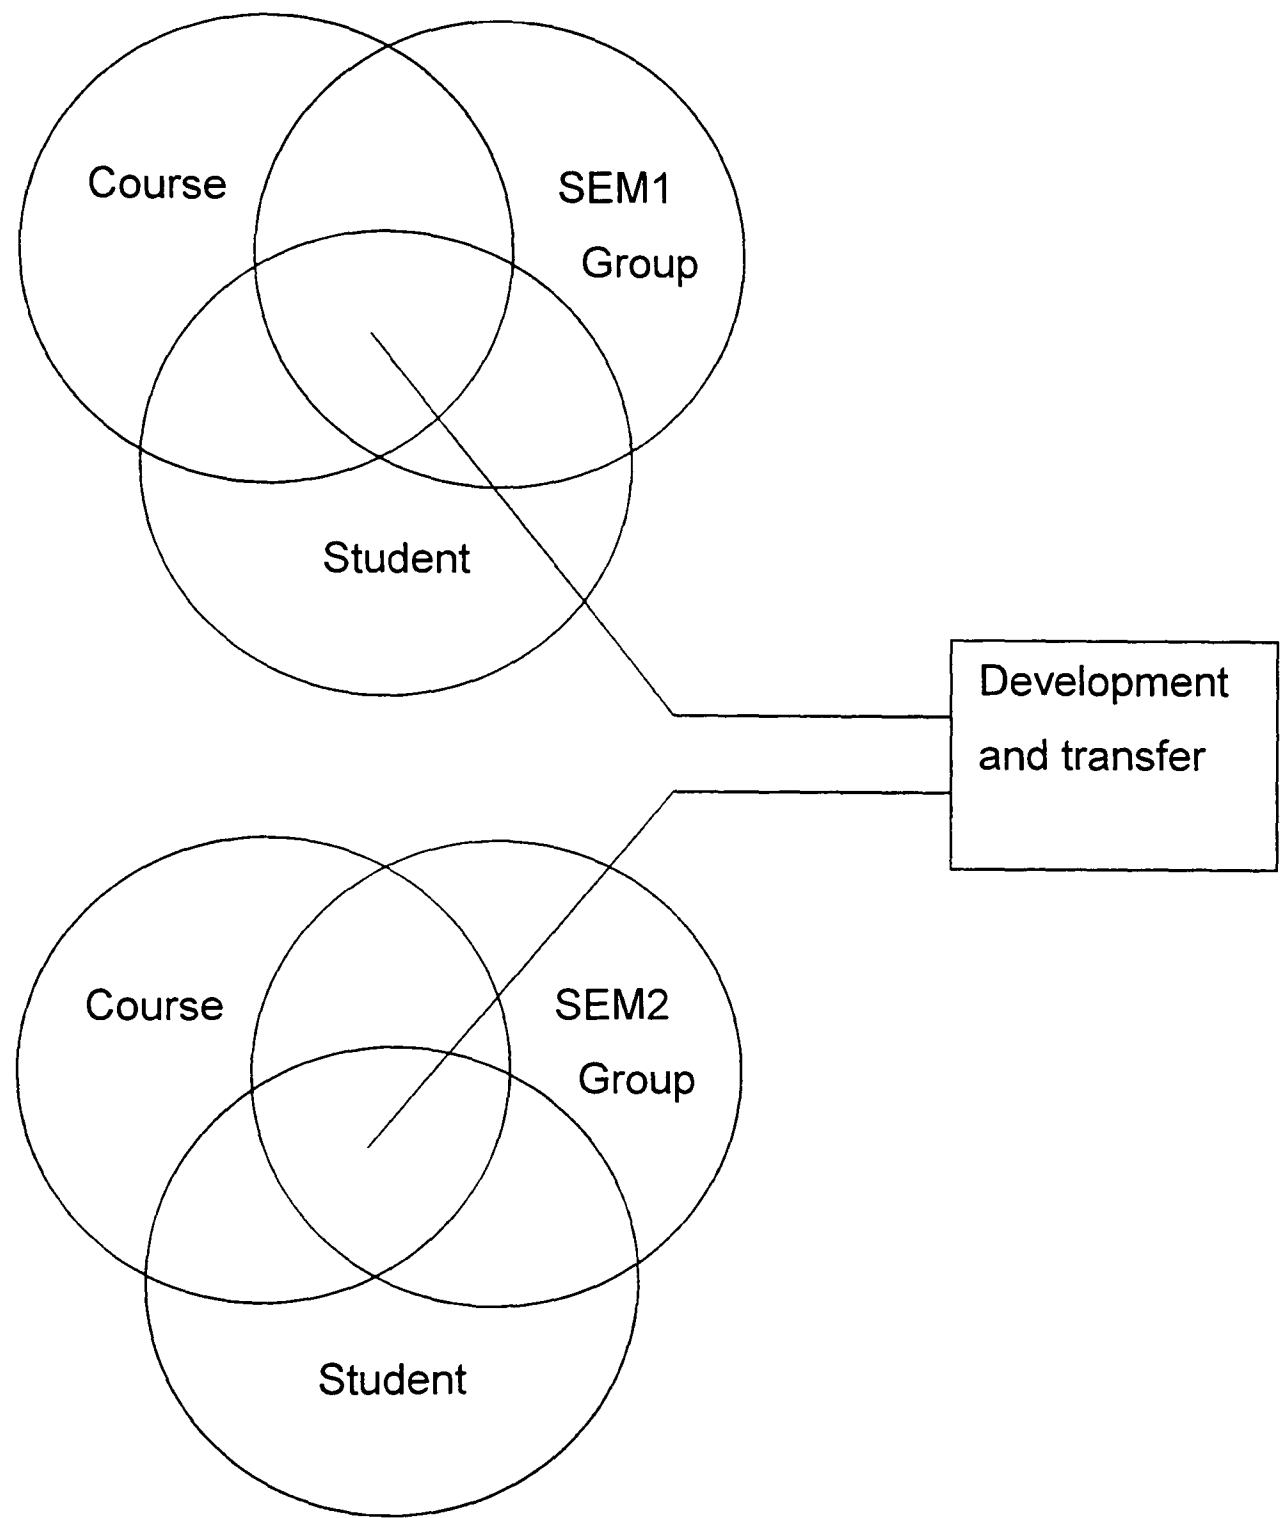 Course
SEM1
Group
Student
Development
and transfer
Course
SEM2
Group
Student